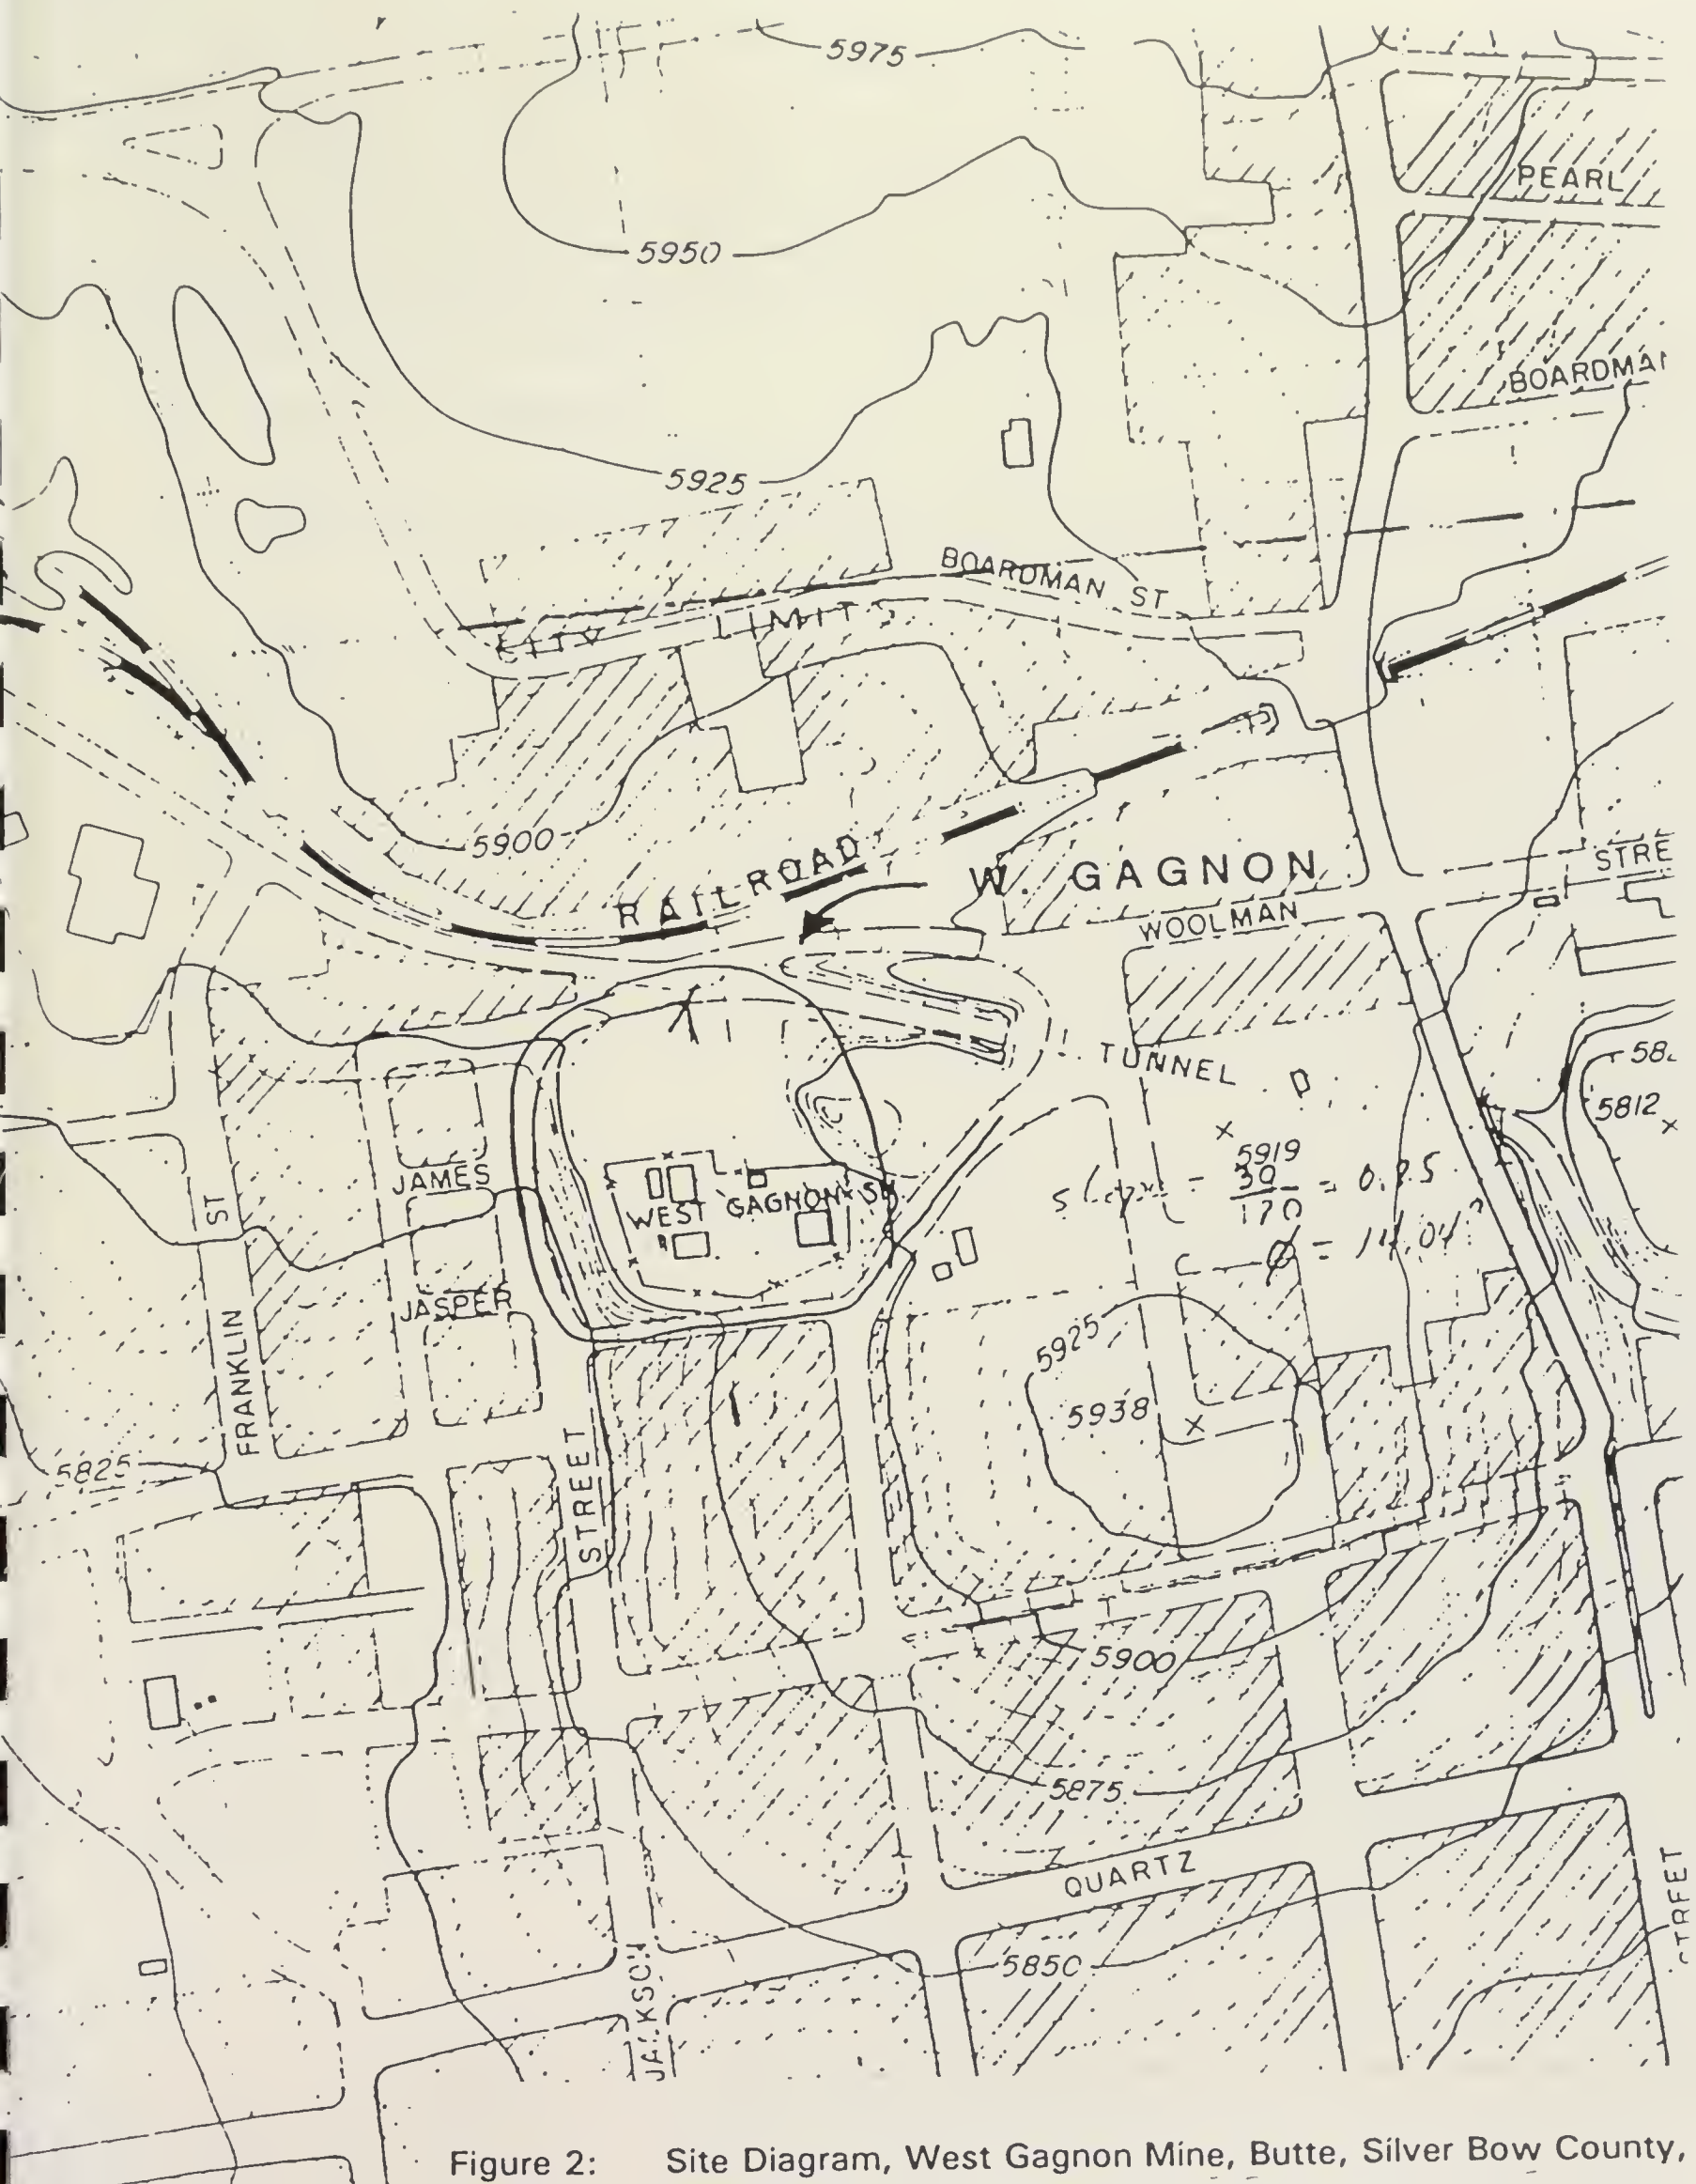 5975
PEARL
5950
BOARDMAN
5925
BOARDMAN ST
CITY LIMITS
5900
STRE
RAILROAD
W. GAGNON
WOOLMAN
TUNNEL
58
5812
5919
30
= 0.25
170
JAMES
ST
WEST GAGNON
Ø = 14.04°
JASPER
5925
FRANKLIN
5938
5825
STREET
5900
5875
QUARTZ
STREET
5850
JACKSON
Figure 2: Site Diagram, West Gagnon Mine, Butte, Silver Bow County,